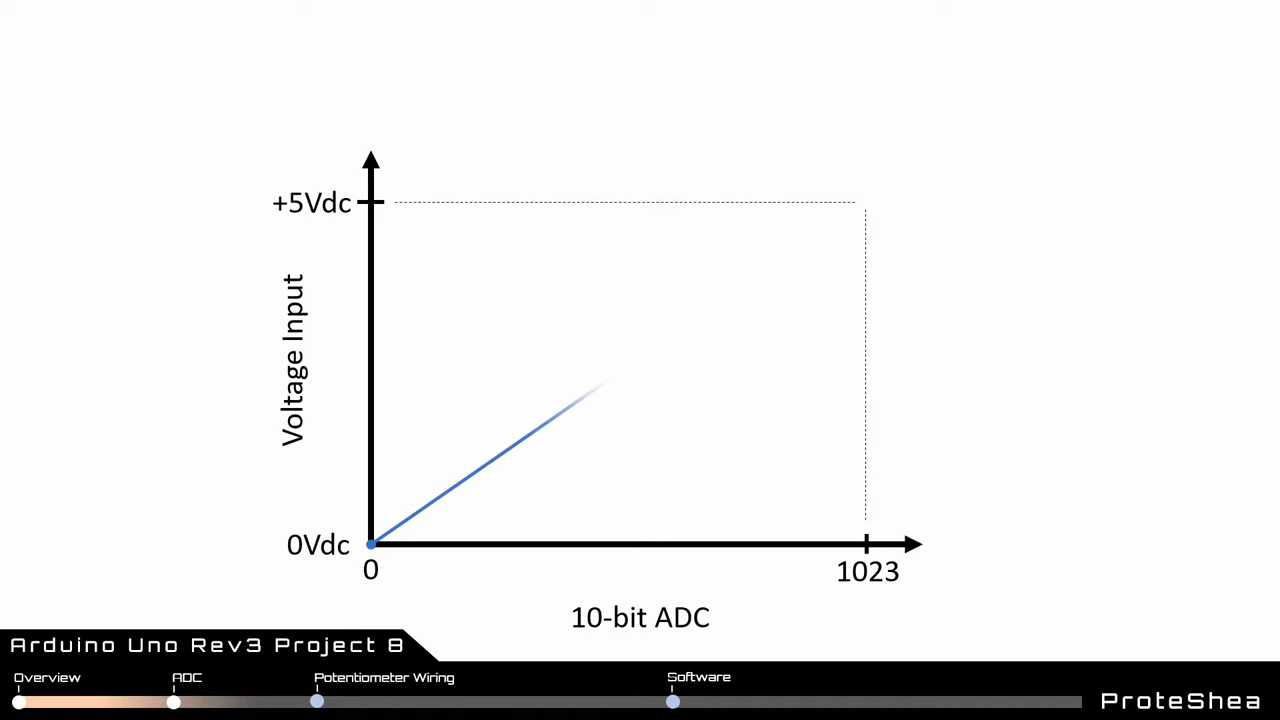 +5Vdc
Voltage Input
0Vdc
0
1023
10-bit ADC
Arduino Uno Rev3 Project 8
Overview
ADC
Potentiometer Wiring
Software
ProteShea